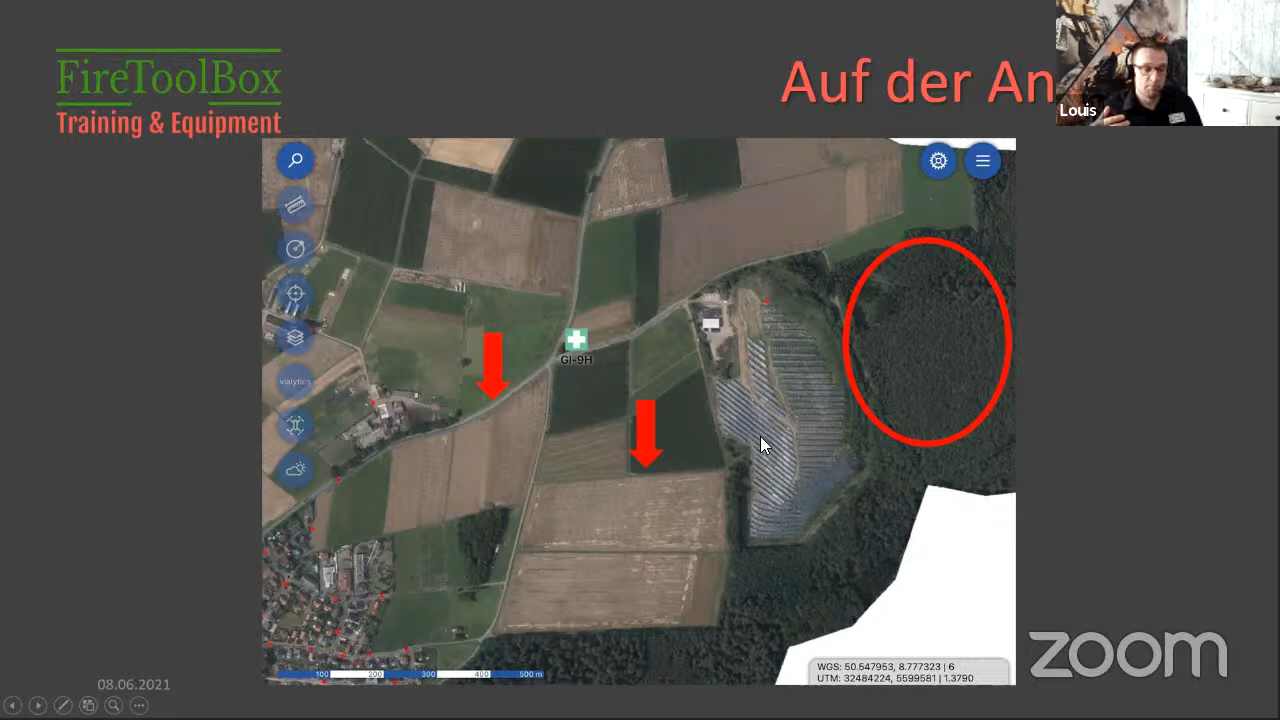 FireToolBox
Training & Equipment
Auf der An
Louis
GI-9H
vialytics
100 200 300 400 500 m
WGS: 50.547953, 8.777323 | 6
UTM: 32484224, 5599581 | 1.3790
zoom
08.06.2021